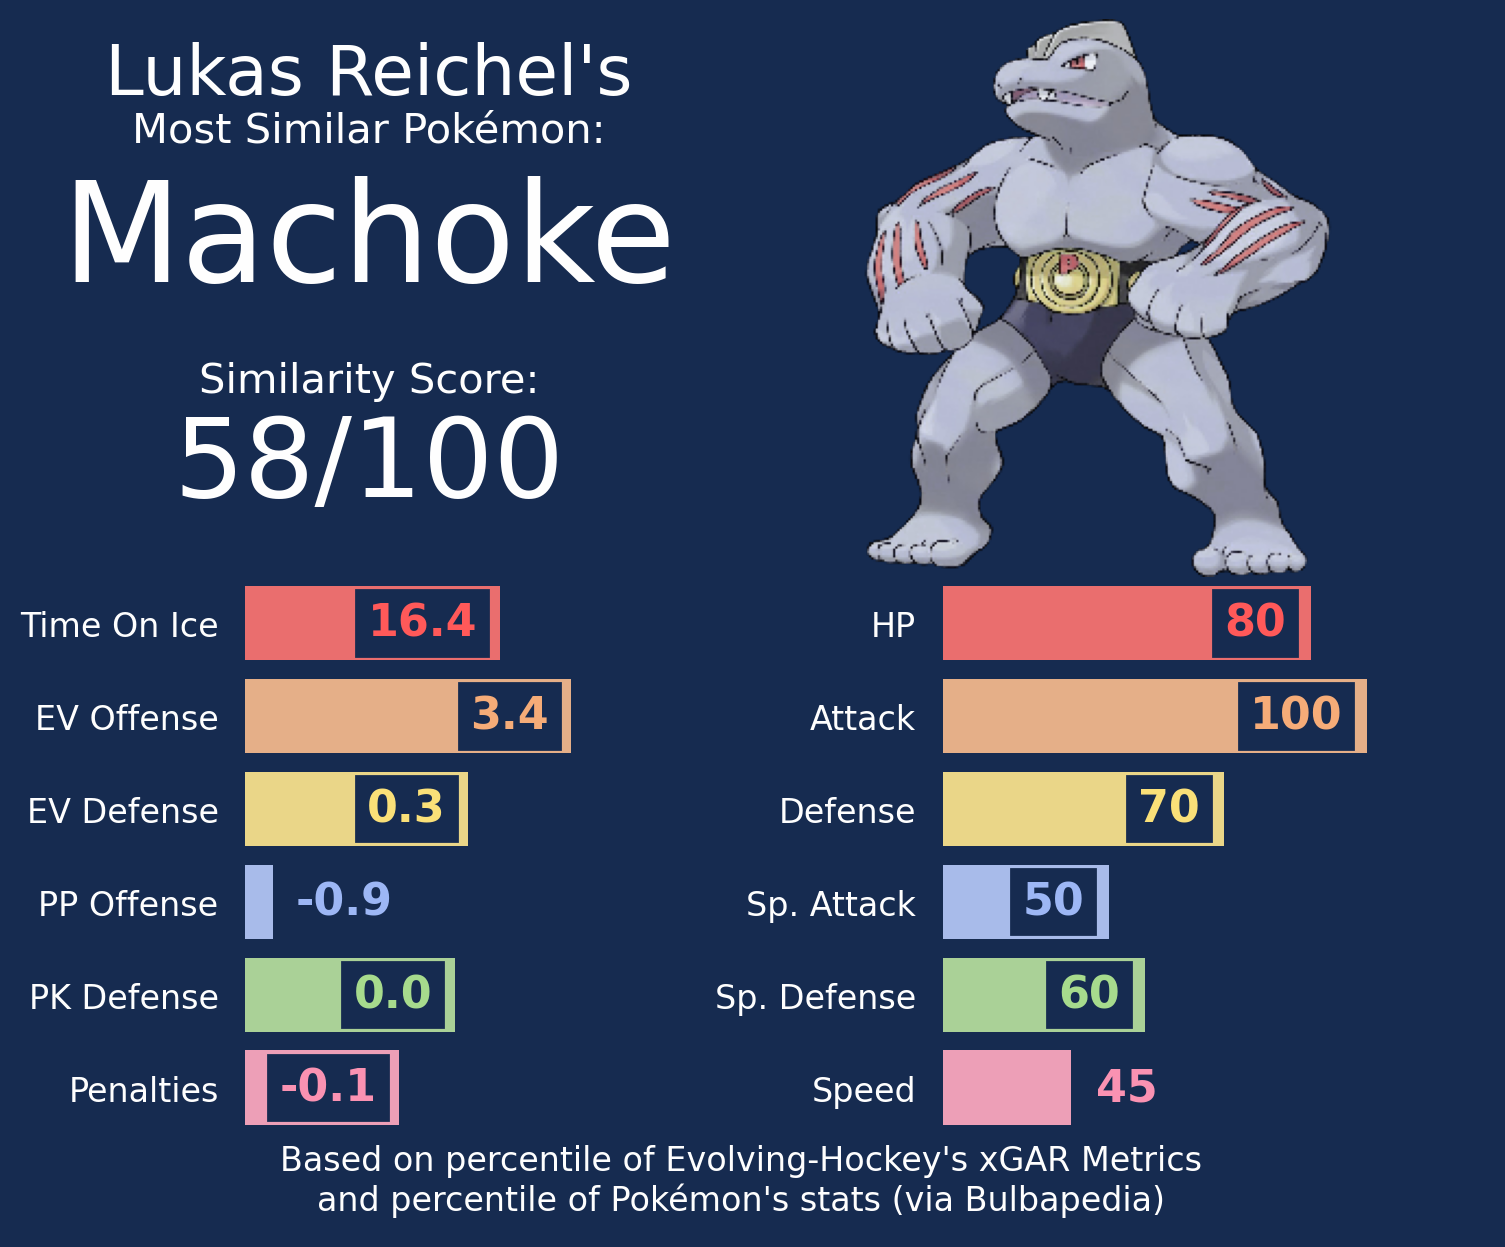 Lukas Reichel's
Most Similar Pokémon:
Machoke
Similarity Score:
58/100
P
Time On Ice 16.4
EV Offense 3.4
EV Defense 0.3
PP Offense -0.9
PK Defense 0.0
Penalties -0.1
HP 80
Attack 100
Defense 70
Sp. Attack 50
Sp. Defense 60
Speed 45
Based on percentile of Evolving-Hockey's xGAR Metrics
and percentile of Pokémon's stats (via Bulbapedia)